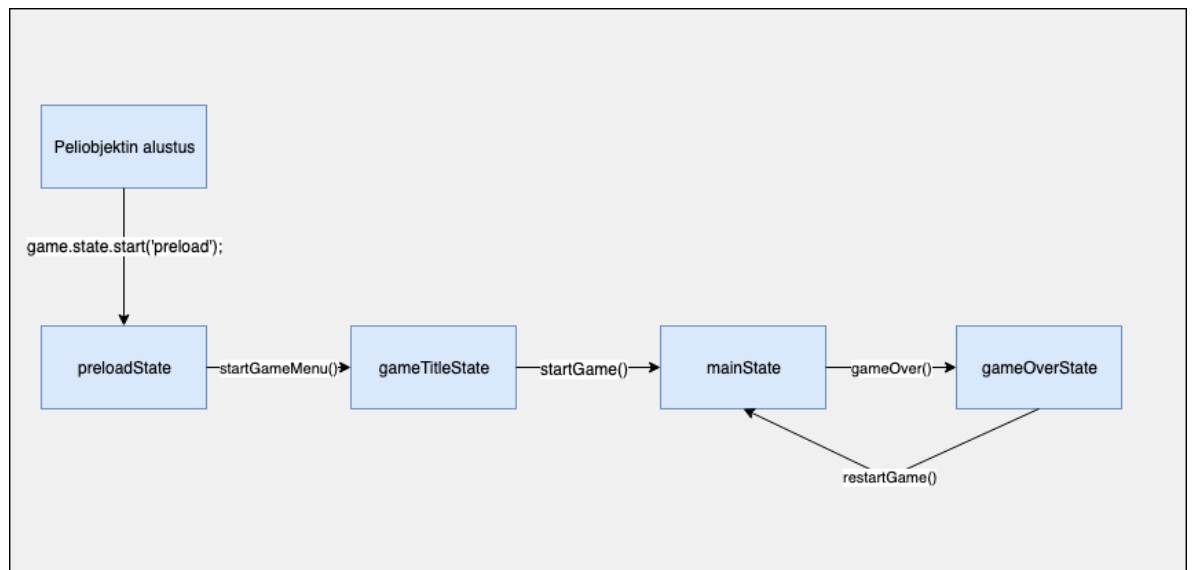 Peliobjektin alustus
game.state.start('preload');
preloadState
startGameMenu()
gameTitleState
startGame()
mainState
gameOver()
gameOverState
restartGame()